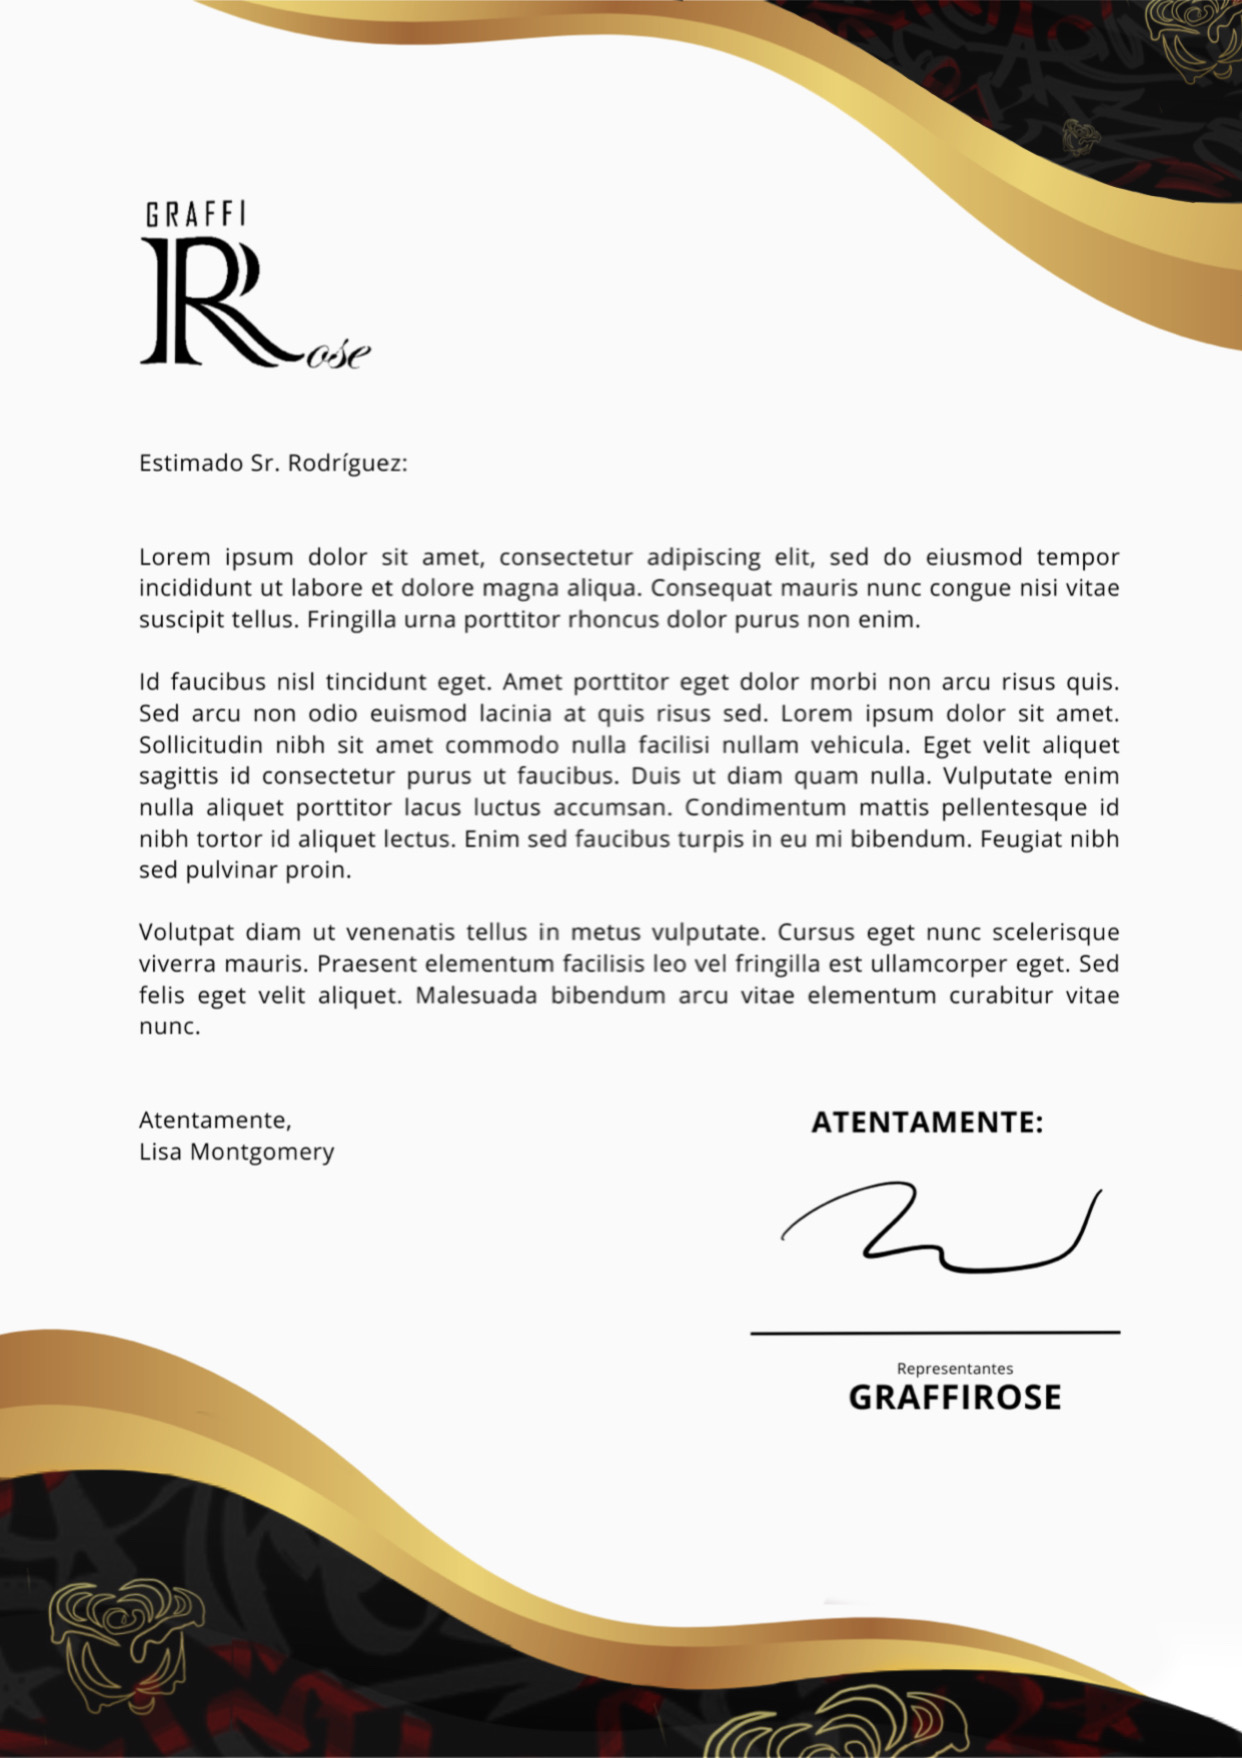 GRAFFI
Rose
Estimado Sr. Rodríguez:
Lorem ipsum dolor sit amet, consectetur adipiscing elit, sed do eiusmod tempor
incididunt ut labore et dolore magna aliqua. Consequat mauris nunc congue nisi vitae
suscipit tellus. Fringilla urna porttitor rhoncus dolor purus non enim.
Id faucibus nisl tincidunt eget. Amet porttitor eget dolor morbi non arcu risus quis.
Sed arcu non odio euismod lacinia at quis risus sed. Lorem ipsum dolor sit amet.
Sollicitudin nibh sit amet commodo nulla facilisi nullam vehicula. Eget velit aliquet
sagittis id consectetur purus ut faucibus. Duis ut diam quam nulla. Vulputate enim
nulla aliquet porttitor lacus luctus accumsan. Condimentum mattis pellentesque id
nibh tortor id aliquet lectus. Enim sed faucibus turpis in eu mi bibendum. Feugiat nibh
sed pulvinar proin.
Volutpat diam ut venenatis tellus in metus vulputate. Cursus eget nunc scelerisque
viverra mauris. Praesent elementum facilisis leo vel fringilla est ullamcorper eget. Sed
felis eget velit aliquet. Malesuada bibendum arcu vitae elementum curabitur vitae
nunc.
Atentamente,
Lisa Montgomery
ATENTAMENTE:
Representantes
GRAFFIROSE